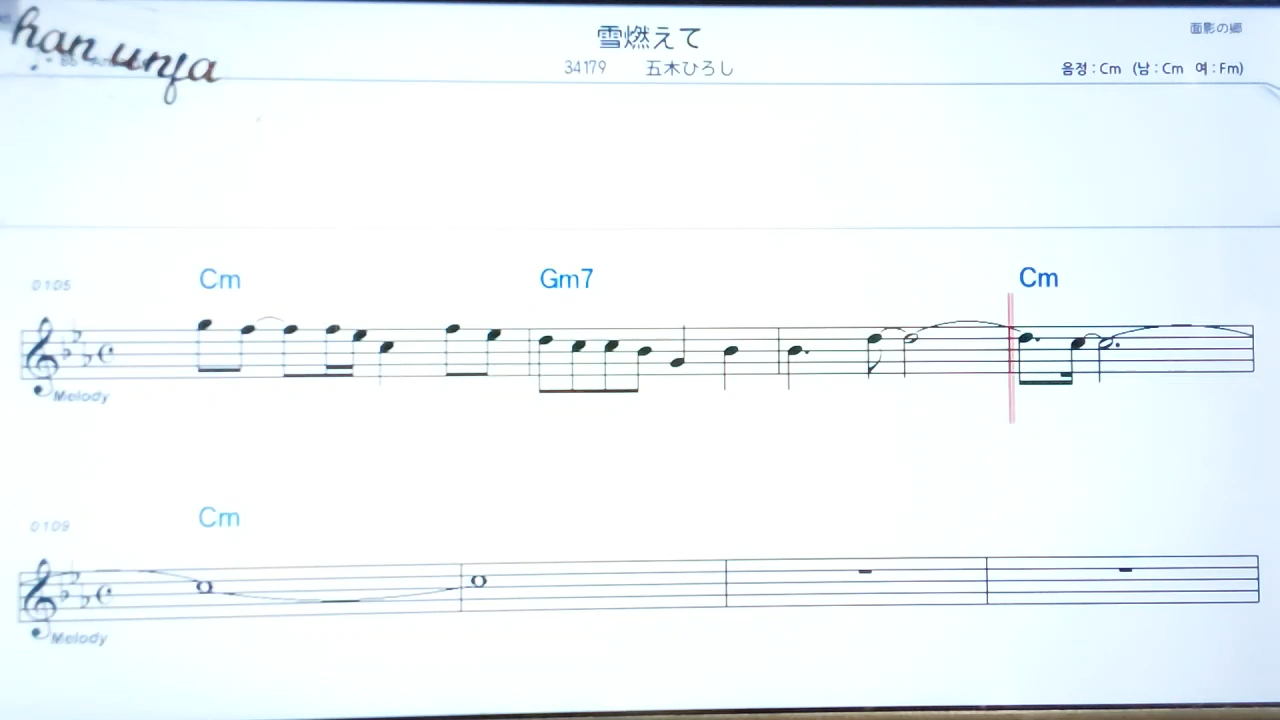 han unja
雪燃えて
面影の郷
34179 五木ひろし
음정 : Cm (남 : Cm 여 : Fm)
0105
Cm Gm7 Cm
Melody
0109
Cm
Melody